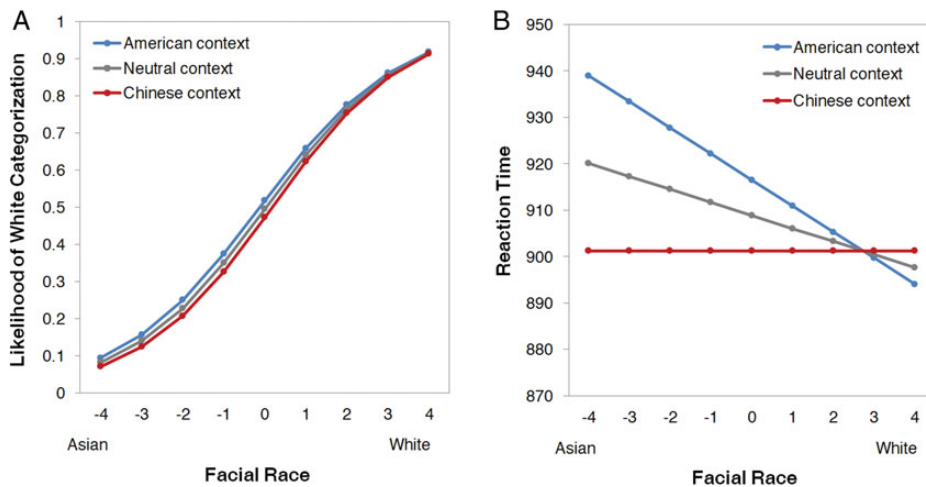 A
Likelihood of White Categorization
1
0.9
0.8
0.7
0.6
0.5
0.4
0.3
0.2
0.1
0
American context
Neutral context
Chinese context
-4 -3 -2 -1 0 1 2 3 4
Asian White
Facial Race
B
Reaction Time
950
940
930
920
910
900
890
880
870
American context
Neutral context
Chinese context
-4 -3 -2 -1 0 1 2 3 4
Asian White
Facial Race